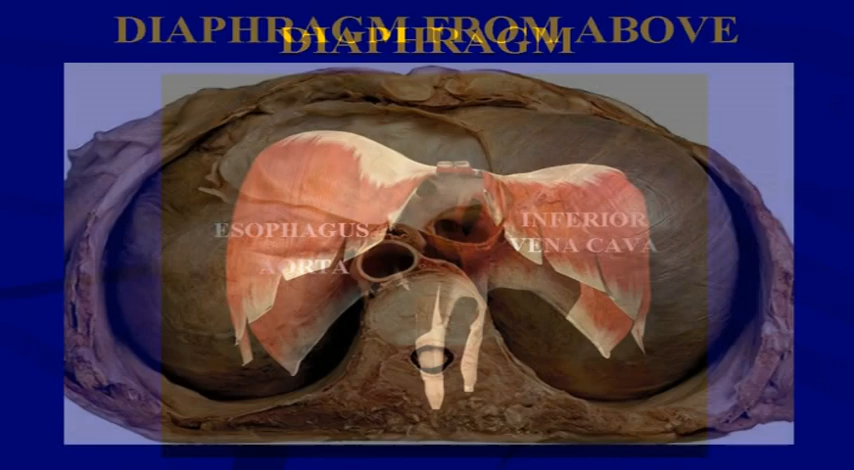 DIAPHRAGM FROM ABOVE
DIAPHRAGM
ESOPHAGUS
AORTA
INFERIOR
VENA CAVA